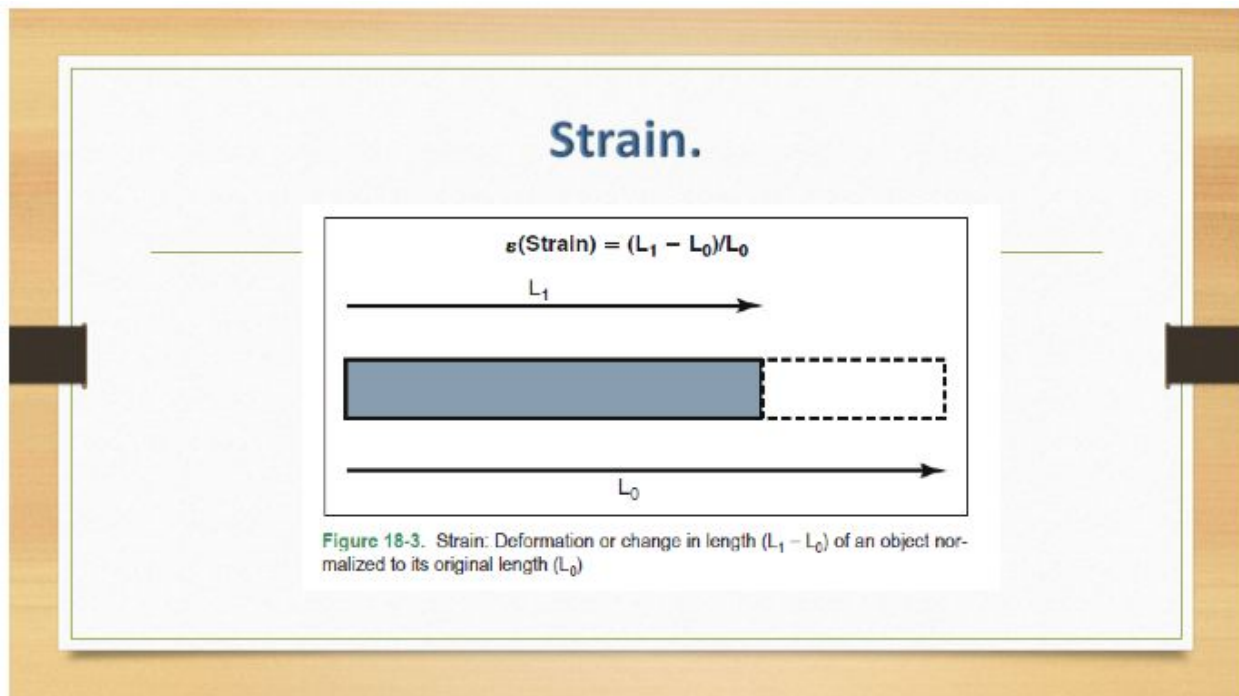 Strain.
ε(Strain) = (L₁ − L₀)/L₀
L₁
L₀
Figure 18-3. Strain: Deformation or change in length (L₁ − L₀) of an object nor-
malized to its original length (L₀)